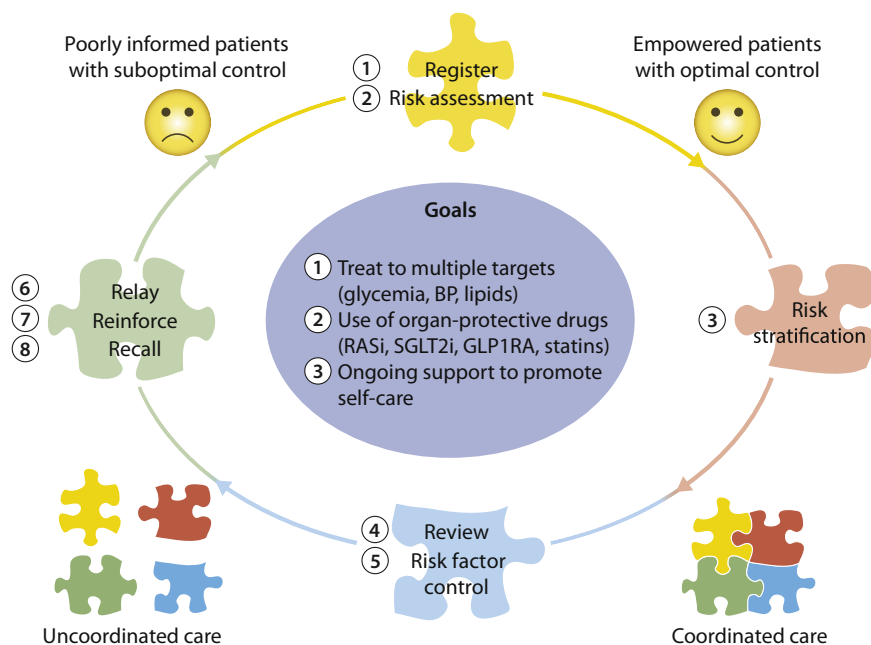 Poorly informed patients
with suboptimal control
1 Register
2 Risk assessment
Empowered patients
with optimal control
Goals
1 Treat to multiple targets
(glycemia, BP, lipids)
2 Use of organ-protective drugs
(RASi, SGLT2i, GLP1RA, statins)
3 Ongoing support to promote
self-care
6 Relay
7 Reinforce
8 Recall
3 Risk
stratification
4 Review
5 Risk factor
control
Uncoordinated care
Coordinated care